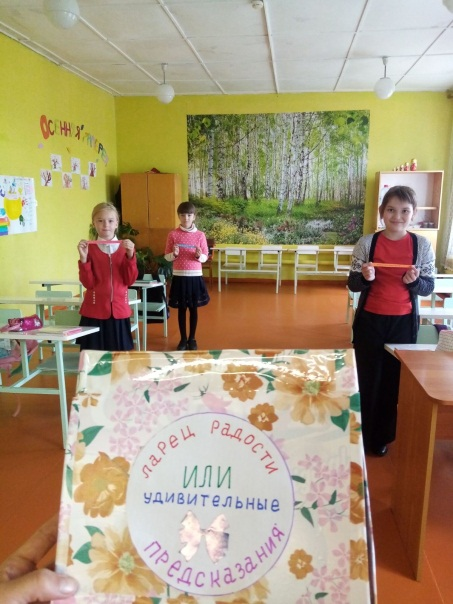 ОСЕННЯЯ
ЛАРЕЦ РАДОСТИ
ИЛИ
УДИВИТЕЛЬНЫЕ
ПРЕДСКАЗАНИЯ